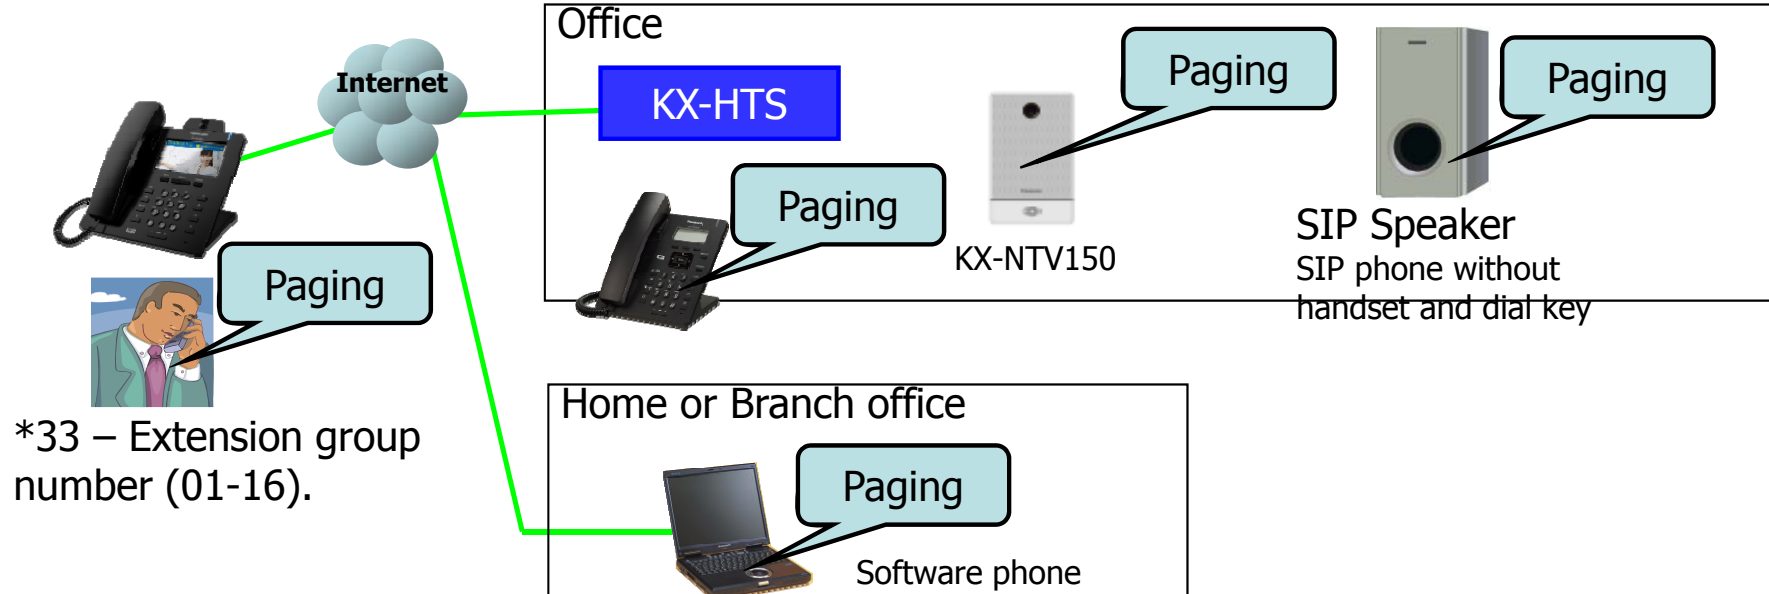 Office
Internet
KX-HTS
Paging
Paging
Paging
Paging
KX-NTV150
SIP Speaker
SIP phone without
handset and dial key
*33 – Extension group
number (01-16).
Home or Branch office
Paging
Software phone